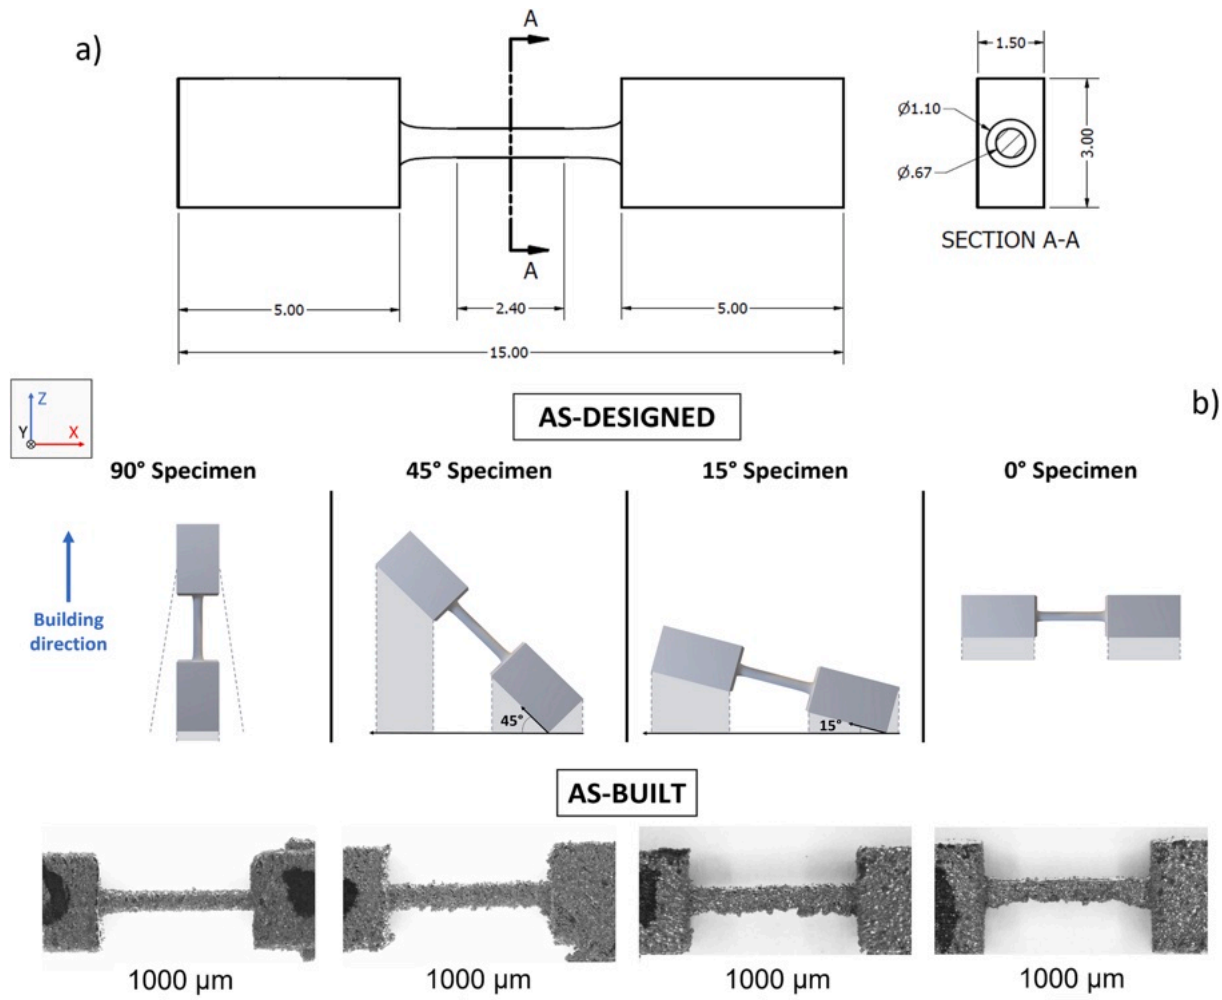 a)
A
A
5.00
2.40
5.00
15.00
1.50
Ø1.10
Ø.67
3.00
SECTION A-A
b)
Z
Y
X
AS-DESIGNED
90° Specimen
45° Specimen
15° Specimen
0° Specimen
Building
direction
45°
15°
AS-BUILT
1000 µm
1000 µm
1000 µm
1000 µm